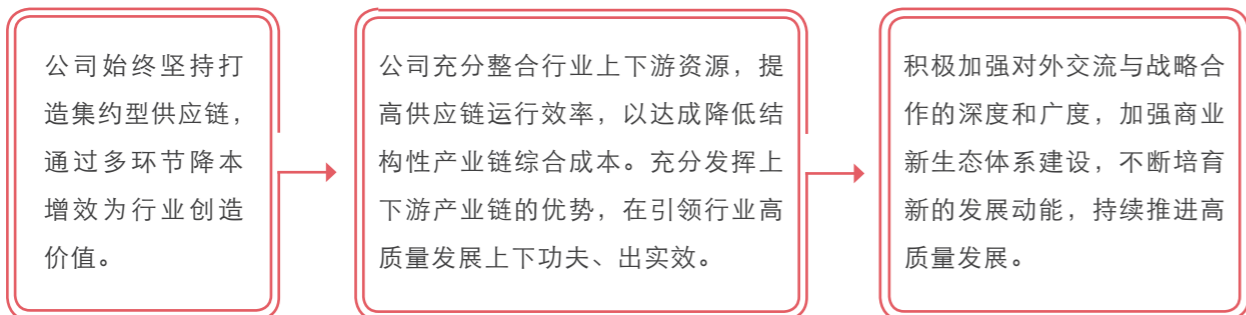 公司始终坚持打
造集约型供应链，
通过多环节降本
增效为行业创造
价值。
公司充分整合行业上下游资源，提
高供应链运行效率，以达成降低结
构性产业链综合成本。充分发挥上
下游产业链的优势，在引领行业高
质量发展上下功夫、出实效。
积极加强对外交流与战略合
作的深度和广度，加强商业
新生态体系建设，不断培育
新的发展动能，持续推进高
质量发展。